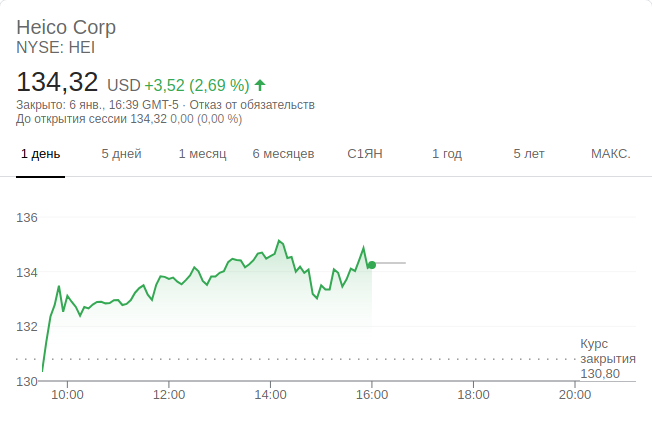 Heico Corp
NYSE: HEI
134,32 USD +3,52 (2,69 %)
Закрыто: 6 янв., 16:39 GMT-5 · Отказ от обязательств
До открытия сессии 134,32 0,00 (0,00 %)
1 день 5 дней 1 месяц 6 месяцев С1ЯН 1 год 5 лет МАКС.
136
134
132
Курс
закрытия
130,80
130
10:00 12:00 14:00 16:00 18:00 20:00